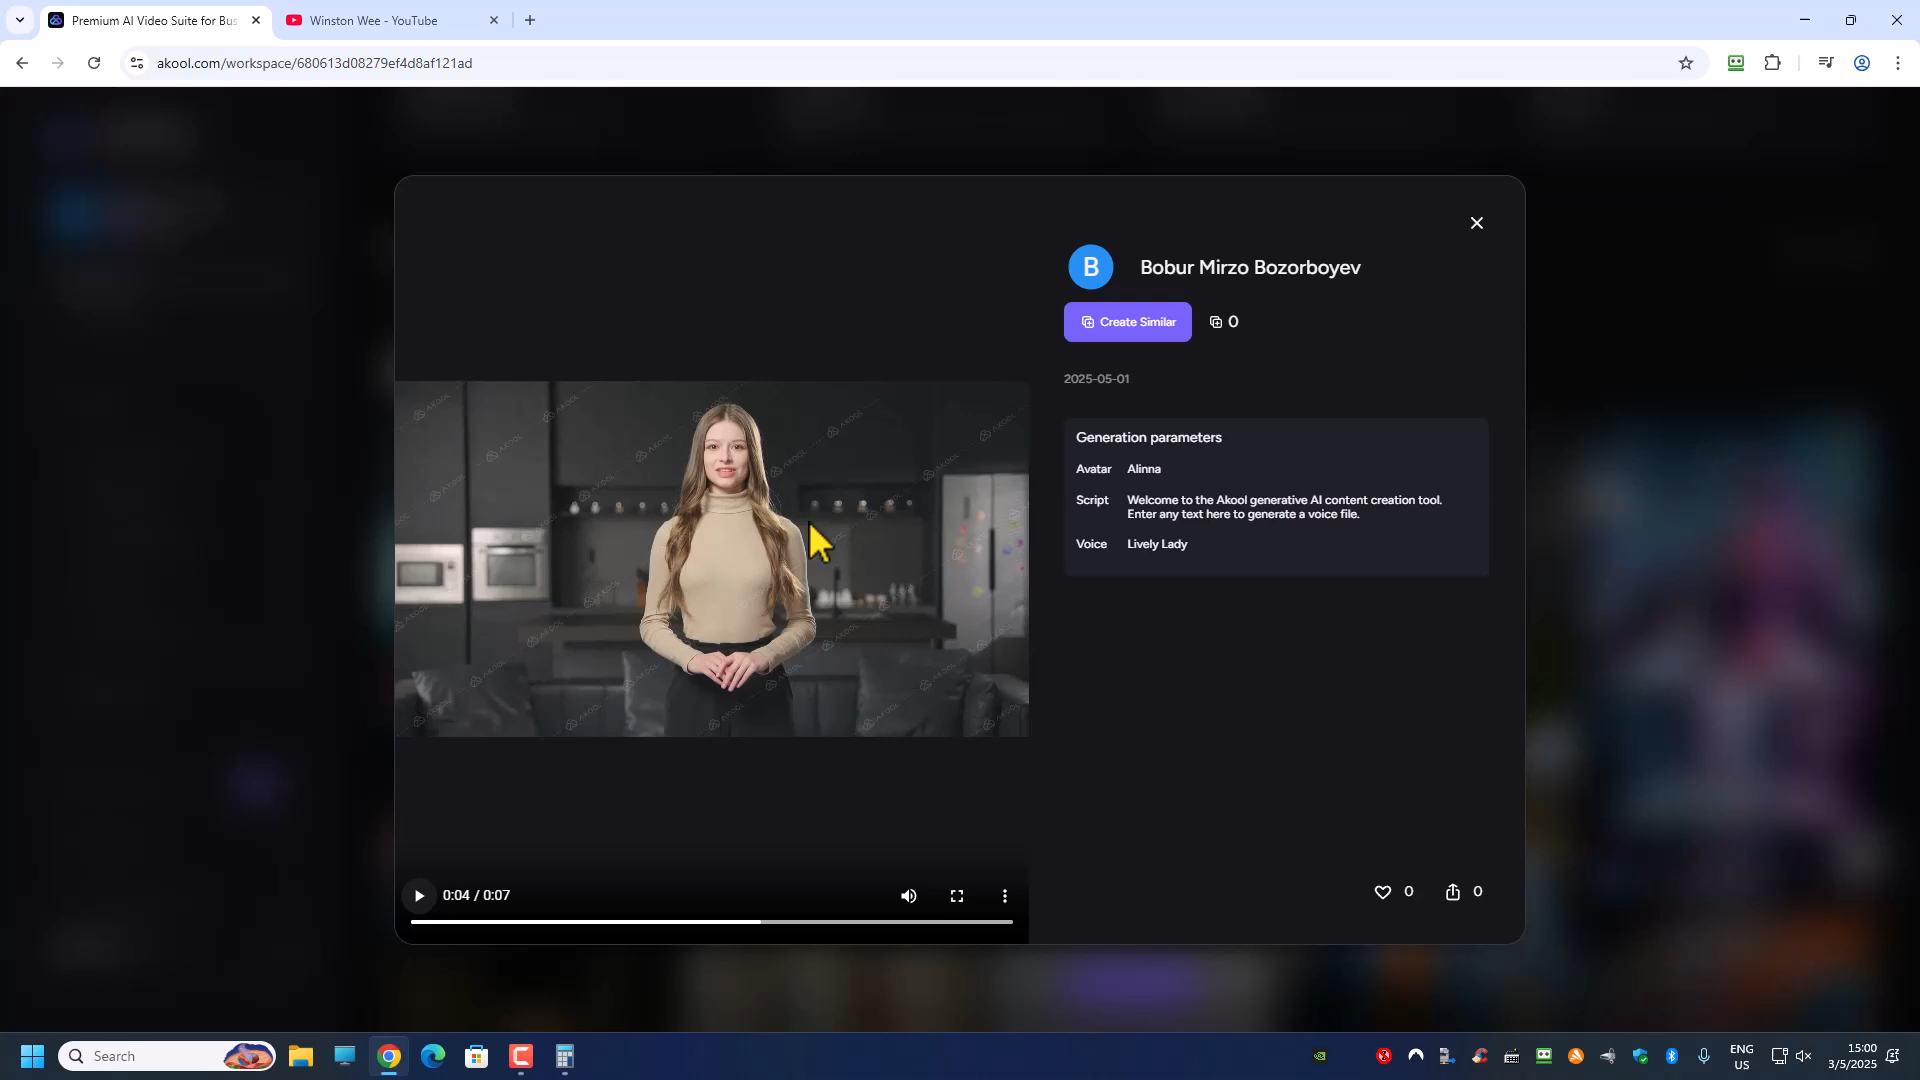 Premium AI Video Suite for Bus
Winston Wee - YouTube
akool.com/workspace/680613d08279ef4d8af121ad
B
Bobur Mirzo Bozorboyev
Create Similar
0
2025-05-01
Generation parameters
Avatar Alinna
Script Welcome to the Akool generative AI content creation tool.
Enter any text here to generate a voice file.
Voice Lively Lady
AKOOL
0:04 / 0:07
0
0
Search
ENG
US
15:00
3/5/2025